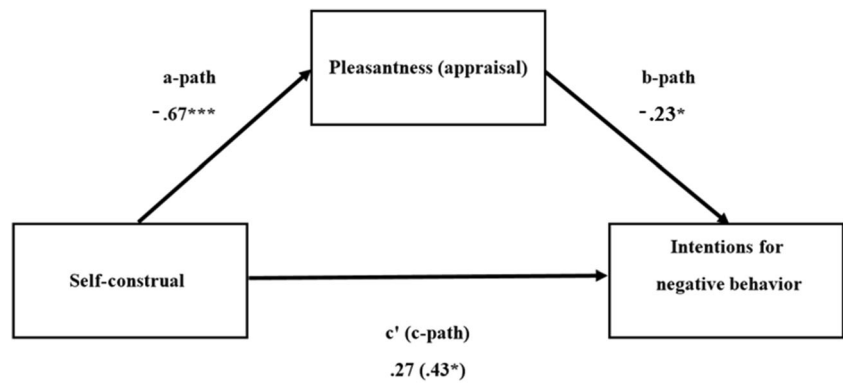 Pleasantness (appraisal)
a-path
-.67***
b-path
-.23*
Self-construal
Intentions for
negative behavior
c' (c-path)
.27 (.43*)